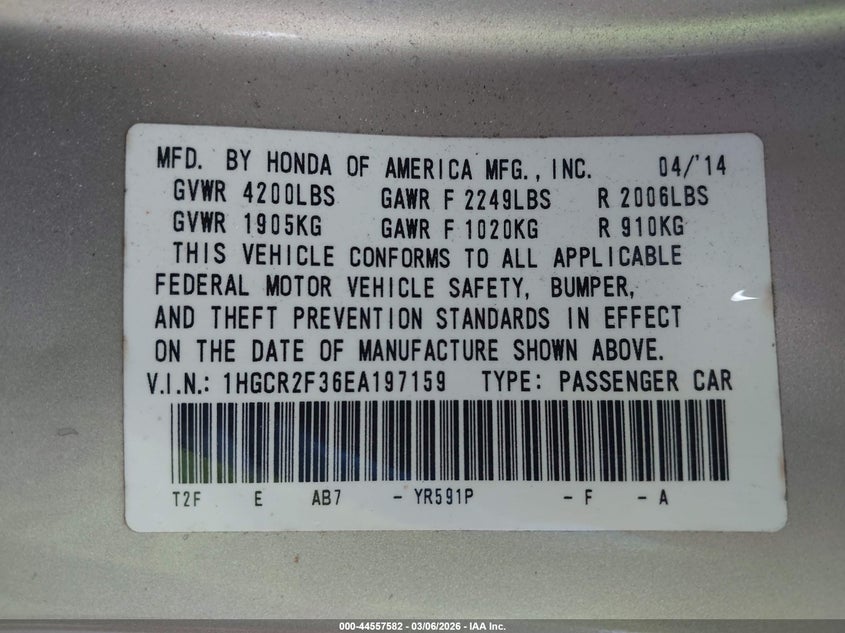 MFD. BY HONDA OF AMERICA MFG., INC. 04/'14
GVWR 4200LBS GAWR F 2249LBS R 2006LBS
GVWR 1905KG GAWR F 1020KG R 910KG
THIS VEHICLE CONFORMS TO ALL APPLICABLE
FEDERAL MOTOR VEHICLE SAFETY, BUMPER,
AND THEFT PREVENTION STANDARDS IN EFFECT
ON THE DATE OF MANUFACTURE SHOWN ABOVE.
V.I.N.: 1HGCR2F36EA197159 TYPE: PASSENGER CAR
T2F E AB7 - YR591P - F - A
000-44557582 - 03/06/2026 - IAA Inc.